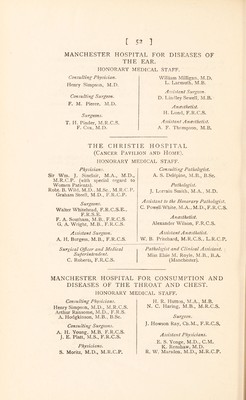 [ 52 ]
MANCHESTER HOSPITAL FOR DISEASES OF
THE EAR.
HONORARY MEDICAL STAFF.
Consulting Physician.
Henry Simpson, M.D.
Consulting Surgeon.
F. M. Pierce, M.D.
Surgeons.
T. H. Pinder, M.R.C.S.
F. Cox, M.D.
William Milligan, M.D.
L. Larmuth, M.B.
Assistant Surgeon
D. Lindley Sewell, M.B.
Anæsthetist.
H. Lund, F.R.C.S.
Assistant Anæsthetist.
A. F. Thompson, M.B.
THE CHRISTIE HOSPITAL
(CANCER PAVILION AND HOME).
HONORARY MEDICAL STAFF.
Physicians.
Sir Wm. J. Sinclair, M.A., M.D.,
M.R.C.P. (with special regard to
Women Patients).
Robt. B. Wild, M.D., M.Sc., M.R.C.P.
Graham Steell, M.D., F.R.C.P.
Surgeons.
Walter Whitehead, F.R.C.S.E.,
F.R.S.E.
F. A. Southam, M.B., F.R.C.S.
G. A. Wright, M.B., F.R.C.S.
Assistant Surgeon.
A. H. Burgess, M.B., F.R.C.S.
Surgical Officer and Medical
Superintendent.
C. Roberts, F.R.C.S.
Consulting Pathologist.
A. S. Delépine, M.B., B.Sc.
Pathologist.
J. Lorrain Smith, M.A., M.D.
Assistant to the Honorary Pathologist.
C. Powell-White, M.A., M.D., F.R.C.S.
Anæsthetist.
Alexander Wilson, F.R.C.S.
Assistant Anæsthetist.
W. B. Pritchard, M.R.C.S., L.R.C.P.
Pathologist and Clinical Assistant.
Miss Elsie M. Royle, M.B., B.A.
(Manchester).
MANCHESTER HOSPITAL FOR CONSUMPTION AND
DISEASES OF THE THROAT AND CHEST.
HONORARY MEDICAL STAFF.
Consulting Physicians.
Henry Simpson, M.D., M.R.C.S.
Arthur Ransome, M.D., F.R.S.
A. Hodgkinson, M.B., B.Sc.
Consulting Surgeons.
A. H. Young, M.B. F.R.C.S.
J. E. Platt, M.S., F.R.C.S.
Physicians.
S. Moritz, M.D., M.R.C.P.
H. R. Hutton, M.A., M.B.
N. C. Haring, M.B., M.R.C.S.
Surgeon.
J. Howson Ray, Ch.M., F.R.C.S.
Assistant Physicians.
E. S. Yonge, M.D., C.M.
K. Renshaw, M.D.
R. W. Marsden, M.D., M.R.C.P.